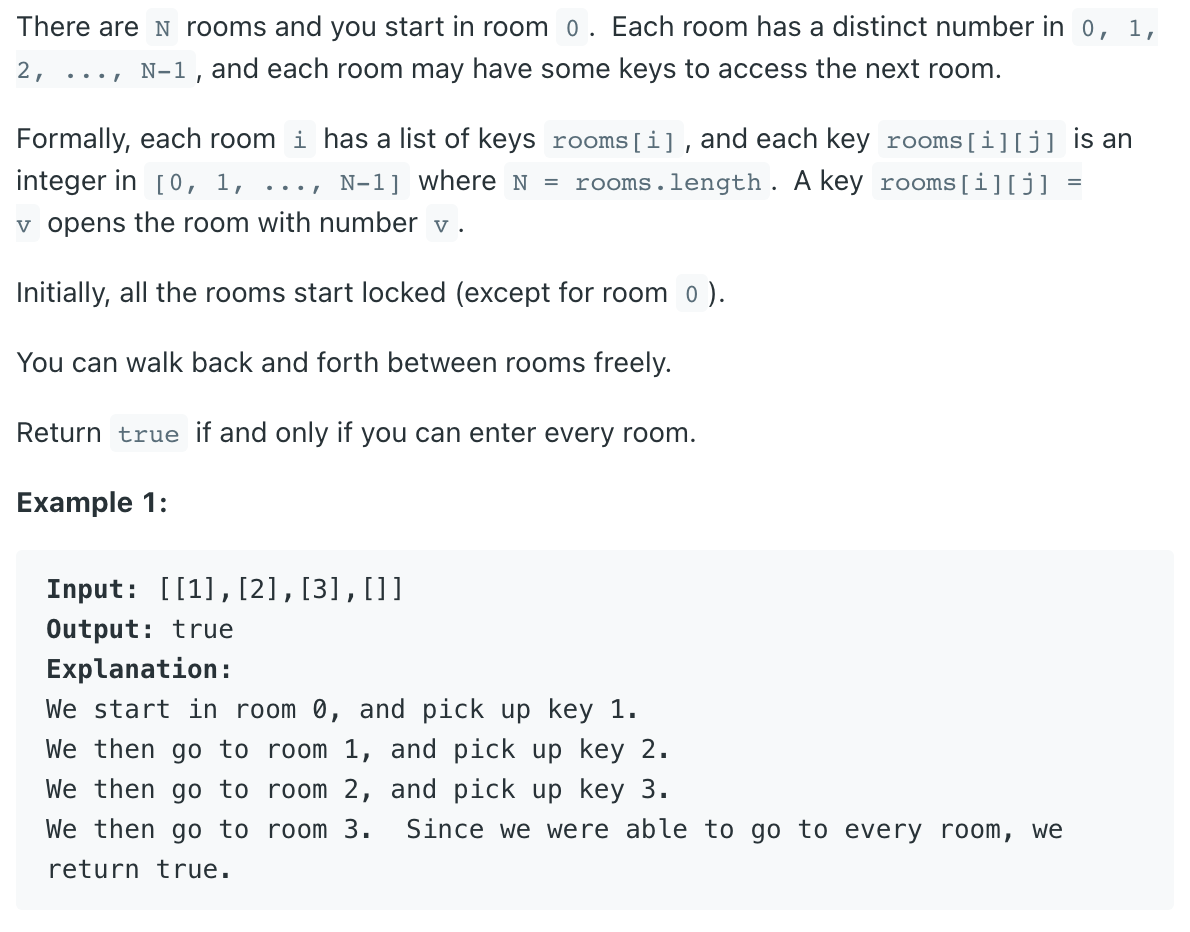 There are N rooms and you start in room 0. Each room has a distinct number in 0, 1,
2, ..., N-1, and each room may have some keys to access the next room.
Formally, each room i has a list of keys rooms[i], and each key rooms[i][j] is an
integer in [0, 1, ..., N-1] where N = rooms.length. A key rooms[i][j] =
v opens the room with number v.
Initially, all the rooms start locked (except for room 0).
You can walk back and forth between rooms freely.
Return true if and only if you can enter every room.
Example 1:
Input: [[1],[2],[3],[]]
Output: true
Explanation:
We start in room 0, and pick up key 1.
We then go to room 1, and pick up key 2.
We then go to room 2, and pick up key 3.
We then go to room 3.  Since we were able to go to every room, we
return true.